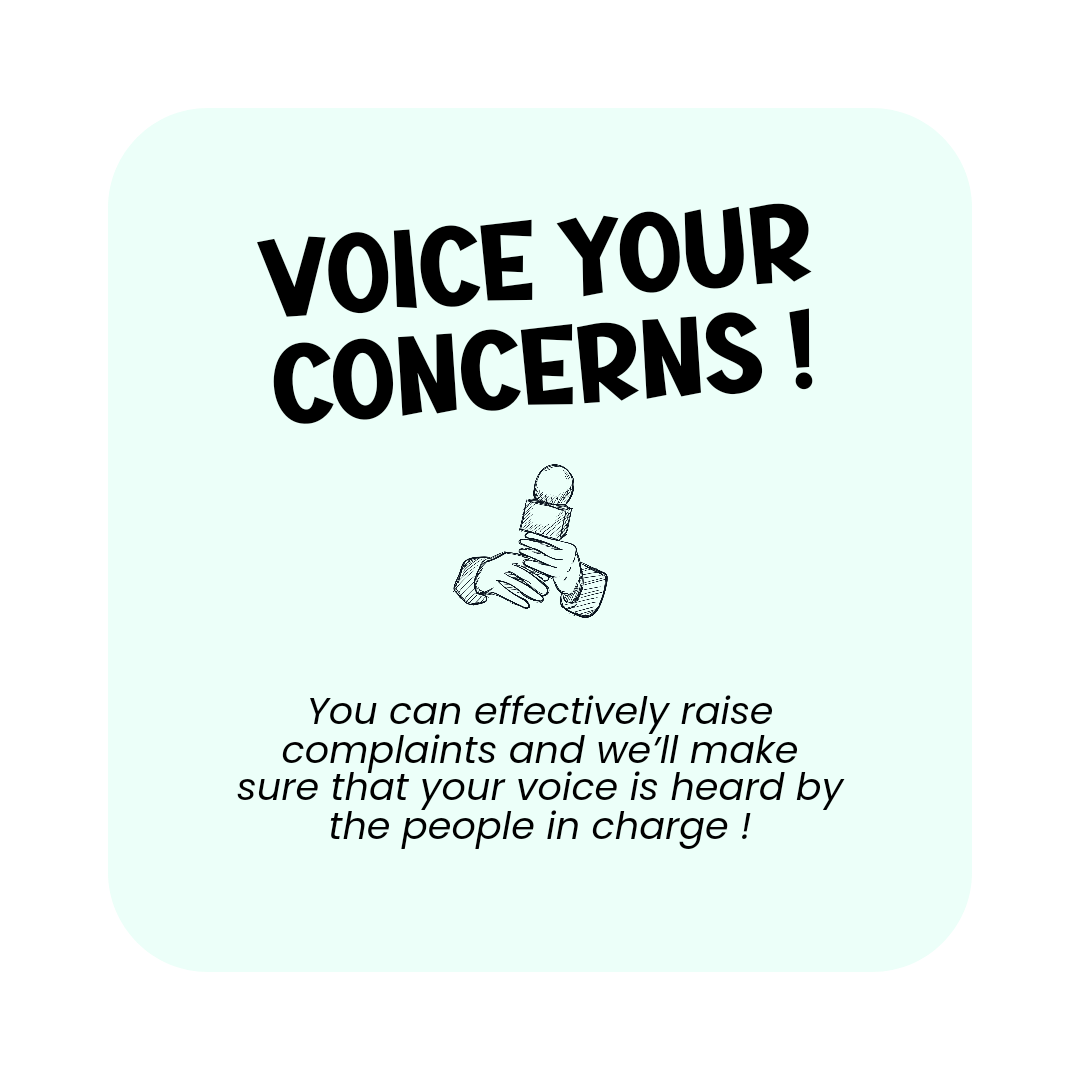 VOICE YOUR
CONCERNS !
You can effectively raise
complaints and we’ll make
sure that your voice is heard by
the people in charge !